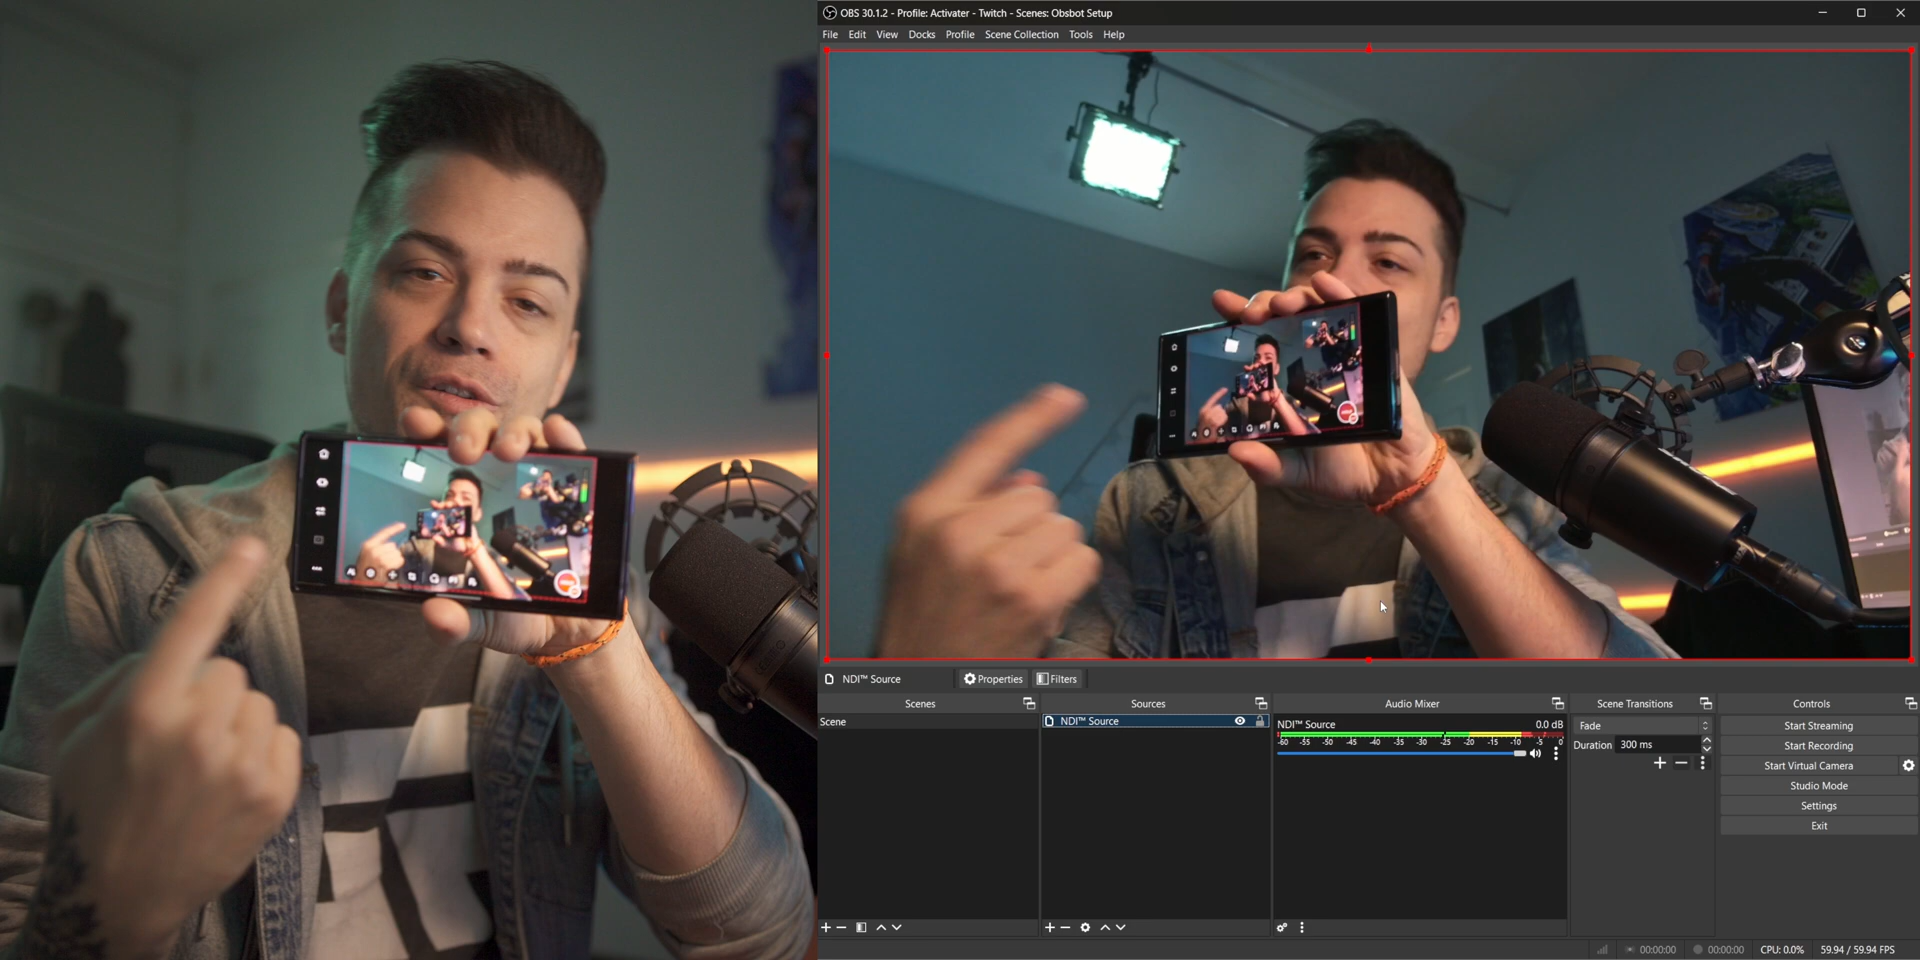 OBS 30.1.2 - Profile: Activater - Twitch - Scenes: Obsbot Setup
File Edit View Docks Profile Scene Collection Tools Help
NDI™ Source Properties Filters
Scenes
Scene
Sources
NDI™ Source
Audio Mixer
NDI™ Source 0.0 dB
-60 -55 -50 -45 -40 -35 -30 -25 -20 -15 -10 -5 0
Scene Transitions
Fade
Duration 300 ms
Controls
Start Streaming
Start Recording
Start Virtual Camera
Studio Mode
Settings
Exit
00:00:00 00:00:00 CPU: 0.0% 59.94 / 59.94 FPS